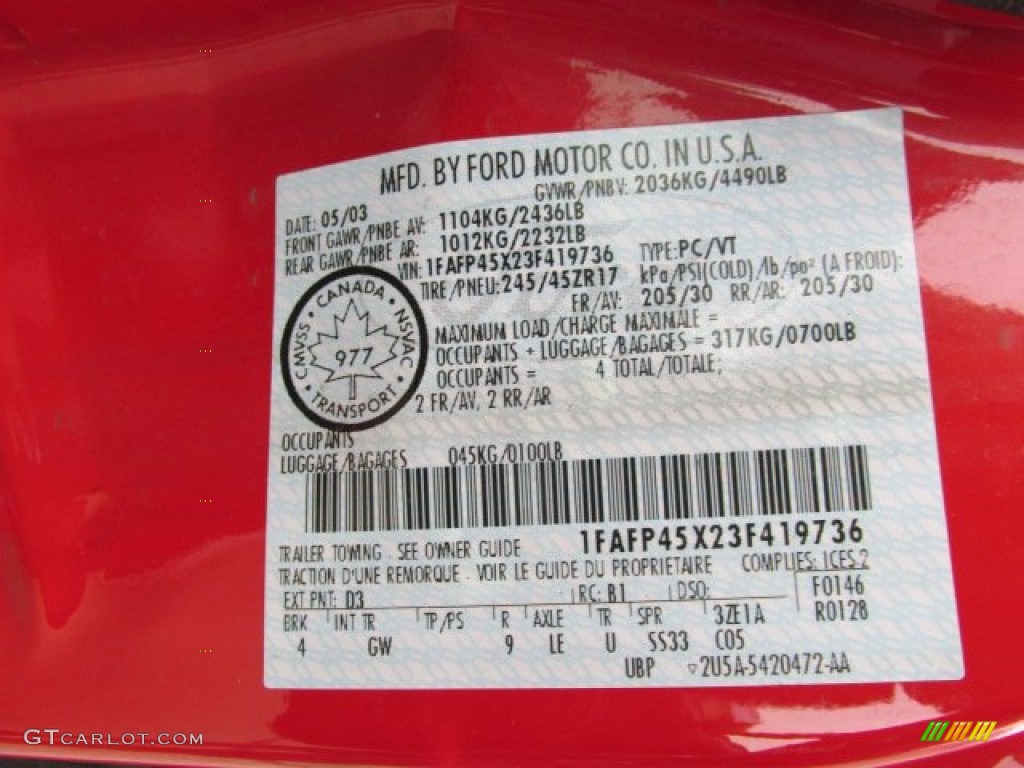 MFD. BY FORD MOTOR CO. IN U.S.A.
GVWR/PNBV: 2036KG/4490LB
DATE: 05/03
FRONT GAWR/PNBE AV: 1104KG/2436LB
REAR GAWR/PNBE AR: 1012KG/2232LB
VIN: 1FAFP45X23F419736 TYPE: PC/VT
TIRE/PNEU: 245/45ZR17 kPa/PSI(COLD)/lb/po² (A FROID):
FR/AV: 205/30 RR/AR: 205/30
MAXIMUM LOAD/CHARGE MAXIMALE =
OCCUPANTS + LUGGAGE/BAGAGES = 317KG/0700LB
OCCUPANTS = 4 TOTAL/TOTALE;
2 FR/AV, 2 RR/AR
CMVSS • CANADA • NSVAC • TRANSPORT •
977
OCCUPANTS
LUGGAGE/BAGAGES 045KG/0100LB
1FAFP45X23F419736
TRAILER TOWING . SEE OWNER GUIDE
TRACTION D'UNE REMORQUE . VOIR LE GUIDE DU PROPRIETAIRE COMPLIES: ICES-2
EXT PNT: D3 RC: B1 DSO: F0146
BRK INT TR TP/PS R AXLE TR SPR 3ZE1A R0128
4 GW 9 LE U SS33 C05
UBP 2U5A-5420472-AA
GTCARLOT.COM